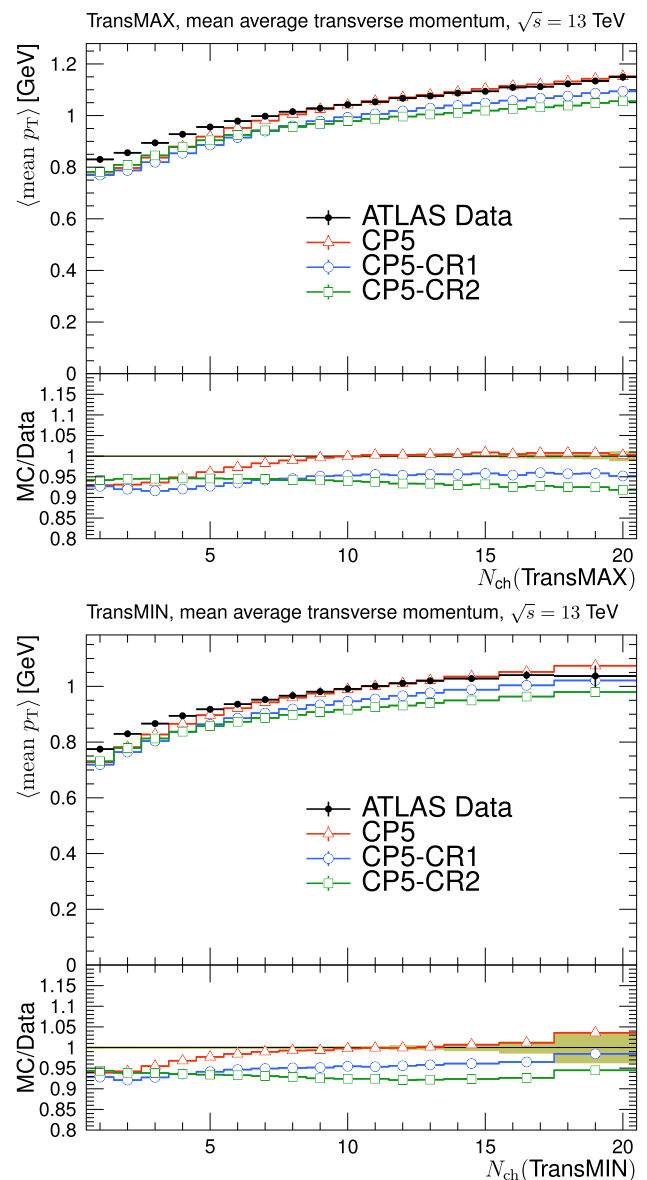 TransMAX, mean average transverse momentum, √s = 13 TeV
⟨mean p_T⟩ [GeV]
1.2
1
0.8
0.6
0.4
0.2
0
ATLAS Data
CP5
CP5-CR1
CP5-CR2
MC/Data
1.15
1.1
1.05
1
0.95
0.9
0.85
0.8
5 10 15 20
N_ch(TransMAX)
TransMIN, mean average transverse momentum, √s = 13 TeV
⟨mean p_T⟩ [GeV]
1
0.8
0.6
0.4
0.2
0
ATLAS Data
CP5
CP5-CR1
CP5-CR2
MC/Data
1.15
1.1
1.05
1
0.95
0.9
0.85
0.8
5 10 15 20
N_ch(TransMIN)